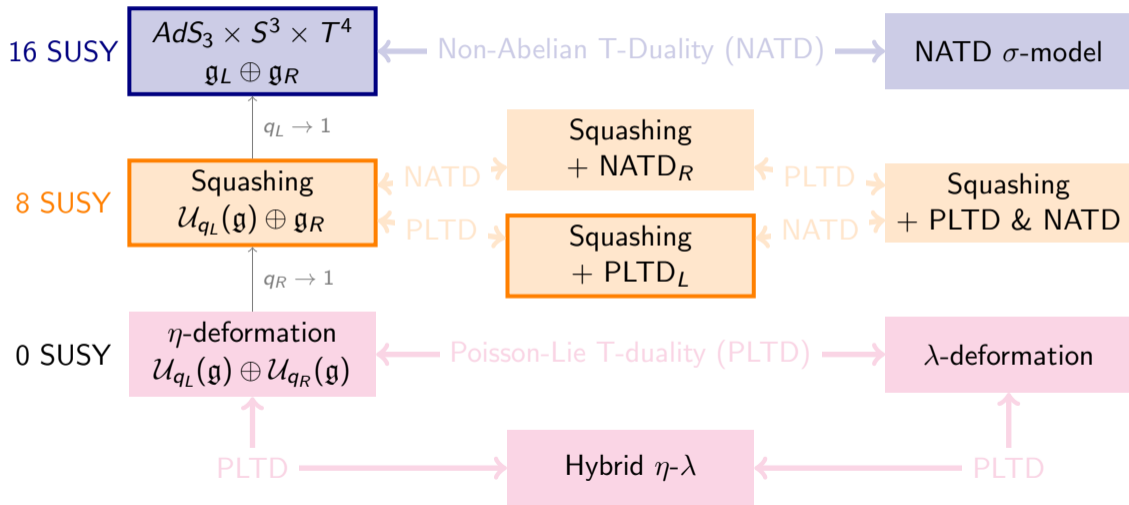 16 SUSY
AdS₃ × S³ × T⁴
𝔤_L ⊕ 𝔤_R
Non-Abelian T-Duality (NATD)
NATD σ-model
q_L → 1
8 SUSY
Squashing
𝒰_{q_L}(𝔤) ⊕ 𝔤_R
NATD
PLTD
Squashing
+ NATD_R
Squashing
+ PLTD_L
PLTD
NATD
Squashing
+ PLTD & NATD
q_R → 1
0 SUSY
η-deformation
𝒰_{q_L}(𝔤) ⊕ 𝒰_{q_R}(𝔤)
Poisson-Lie T-duality (PLTD)
λ-deformation
PLTD
Hybrid η-λ
PLTD